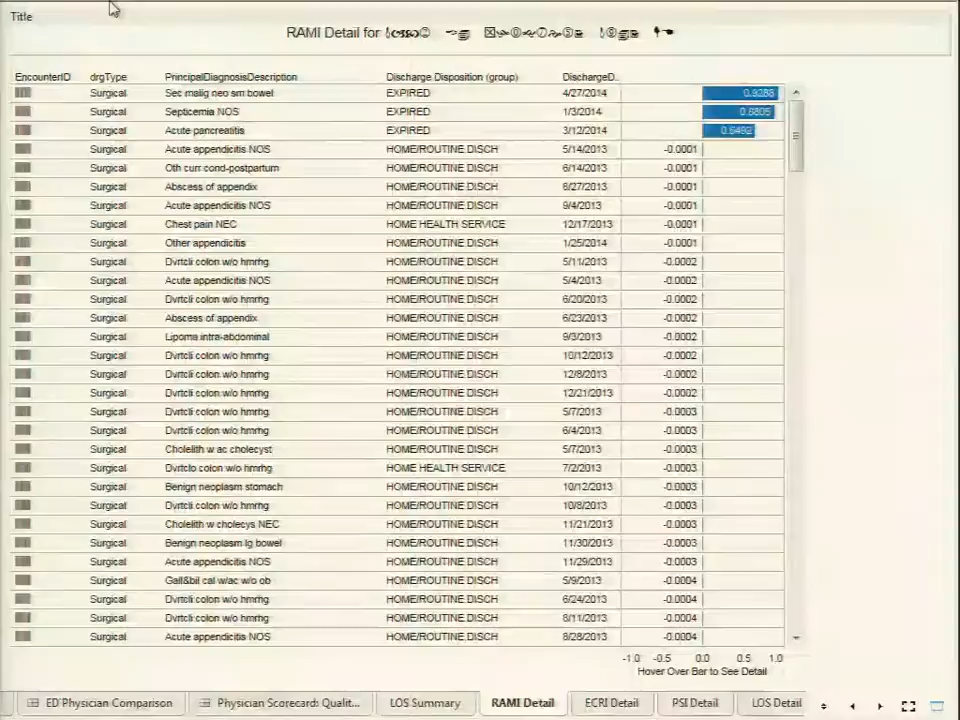 Title
RAMI Detail for
EncounterID drgType PrincipalDiagnosisDescription Discharge Disposition (group) DischargeD..
Surgical Sec malig neo sm bowel EXPIRED 4/27/2014 0.9288
Surgical Septicemia NOS EXPIRED 1/3/2014 0.8805
Surgical Acute pancreatitis EXPIRED 3/12/2014 0.6492
Surgical Acute appendicitis NOS HOME/ROUTINE DISCH 5/14/2013 -0.0001
Surgical Oth curr cond-postpartum HOME/ROUTINE DISCH 6/14/2013 -0.0001
Surgical Abscess of appendix HOME/ROUTINE DISCH 8/27/2013 -0.0001
Surgical Acute appendicitis NOS HOME/ROUTINE DISCH 9/4/2013 -0.0001
Surgical Chest pain NEC HOME HEALTH SERVICE 12/17/2013 -0.0001
Surgical Other appendicitis HOME/ROUTINE DISCH 1/25/2014 -0.0001
Surgical Dvrtcli colon w/o hmrhg HOME/ROUTINE DISCH 5/11/2013 -0.0002
Surgical Acute appendicitis NOS HOME/ROUTINE DISCH 5/4/2013 -0.0002
Surgical Dvrtcli colon w/o hmrhg HOME/ROUTINE DISCH 6/20/2013 -0.0002
Surgical Abscess of appendix HOME/ROUTINE DISCH 6/23/2013 -0.0002
Surgical Lipoma intra-abdominal HOME/ROUTINE DISCH 9/3/2013 -0.0002
Surgical Dvrtcli colon w/o hmrhg HOME/ROUTINE DISCH 10/12/2013 -0.0002
Surgical Dvrtcli colon w/o hmrhg HOME/ROUTINE DISCH 12/8/2013 -0.0002
Surgical Dvrtcli colon w/o hmrhg HOME/ROUTINE DISCH 12/21/2013 -0.0002
Surgical Dvrtcli colon w/o hmrhg HOME/ROUTINE DISCH 5/7/2013 -0.0003
Surgical Dvrtcli colon w/o hmrhg HOME/ROUTINE DISCH 6/4/2013 -0.0003
Surgical Cholelith w ac cholecyst HOME/ROUTINE DISCH 5/7/2013 -0.0003
Surgical Dvrtclo colon w/o hmrhg HOME HEALTH SERVICE 7/2/2013 -0.0003
Surgical Benign neoplasm stomach HOME/ROUTINE DISCH 10/12/2013 -0.0003
Surgical Dvrtcli colon w/o hmrhg HOME/ROUTINE DISCH 10/8/2013 -0.0003
Surgical Cholelith w cholecys NEC HOME/ROUTINE DISCH 11/21/2013 -0.0003
Surgical Benign neoplasm lg bowel HOME/ROUTINE DISCH 11/30/2013 -0.0003
Surgical Acute appendicitis NOS HOME/ROUTINE DISCH 11/29/2013 -0.0003
Surgical Gall&bil cal w/ac w/o ob HOME/ROUTINE DISCH 5/9/2013 -0.0004
Surgical Dvrtcli colon w/o hmrhg HOME/ROUTINE DISCH 6/24/2013 -0.0004
Surgical Dvrtcli colon w/o hmrhg HOME/ROUTINE DISCH 8/11/2013 -0.0004
Surgical Acute appendicitis NOS HOME/ROUTINE DISCH 8/28/2013 -0.0004
-1.0 -0.5 0.0 0.5 1.0
Hover Over Bar to See Detail
ED Physician Comparison Physician Scorecard: Qualit... LOS Summary RAMI Detail ECRI Detail PSI Detail LOS Detail